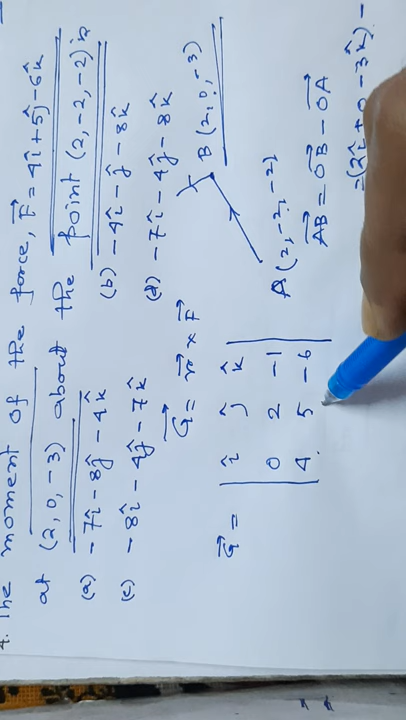 4. The moment of the force, F⃗ = 4î + 5ĵ - 6k̂
at (2, 0, -3) about the point (2, -2, -2) is
(a) -7î - 8ĵ - 4k̂ (b) -4î - ĵ - 8k̂
(c) -8î - 4ĵ - 7k̂ (d) -7î - 4ĵ - 8k̂
G⃗ = r⃗ × F⃗
B (2, 0, -3)
A (2, -2, -2)
G⃗ = | î ĵ k̂ |
0 2 -1
4 5 -6
AB⃗ = OB⃗ - OA⃗
= (2î + 0 - 3k̂) -